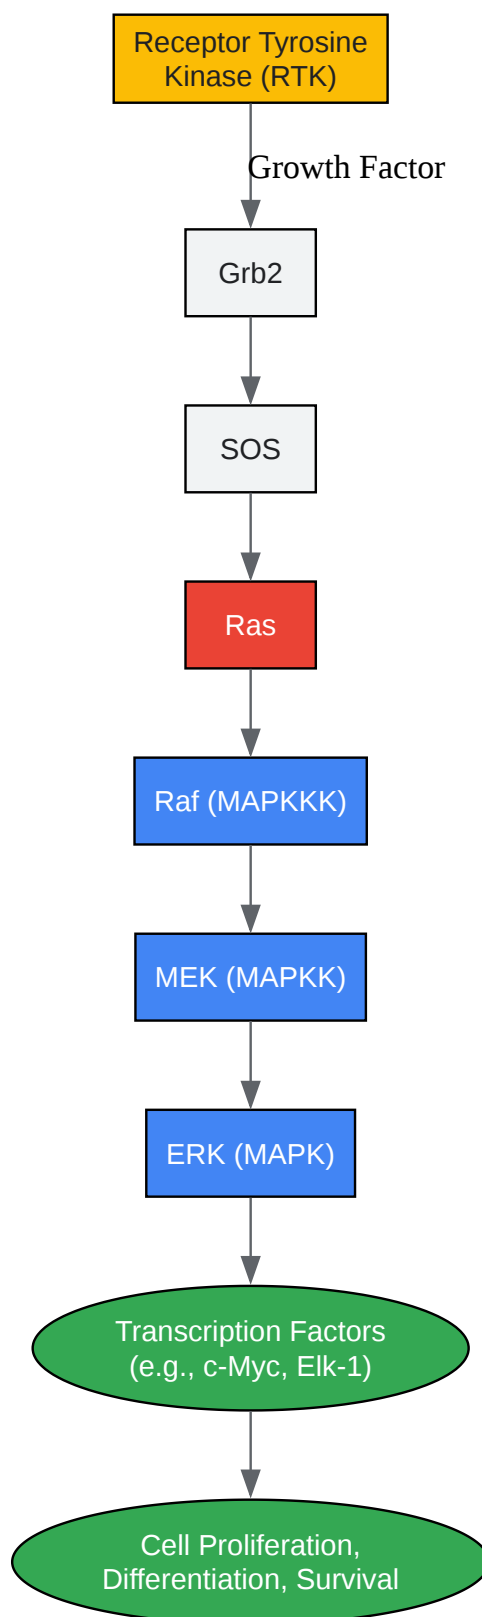 Receptor Tyrosine
Kinase (RTK)
Growth Factor
Grb2
SOS
Ras
Raf (MAPKKK)
MEK (MAPKK)
ERK (MAPK)
Transcription Factors
(e.g., c-Myc, Elk-1)
Cell Proliferation,
Differentiation, Survival